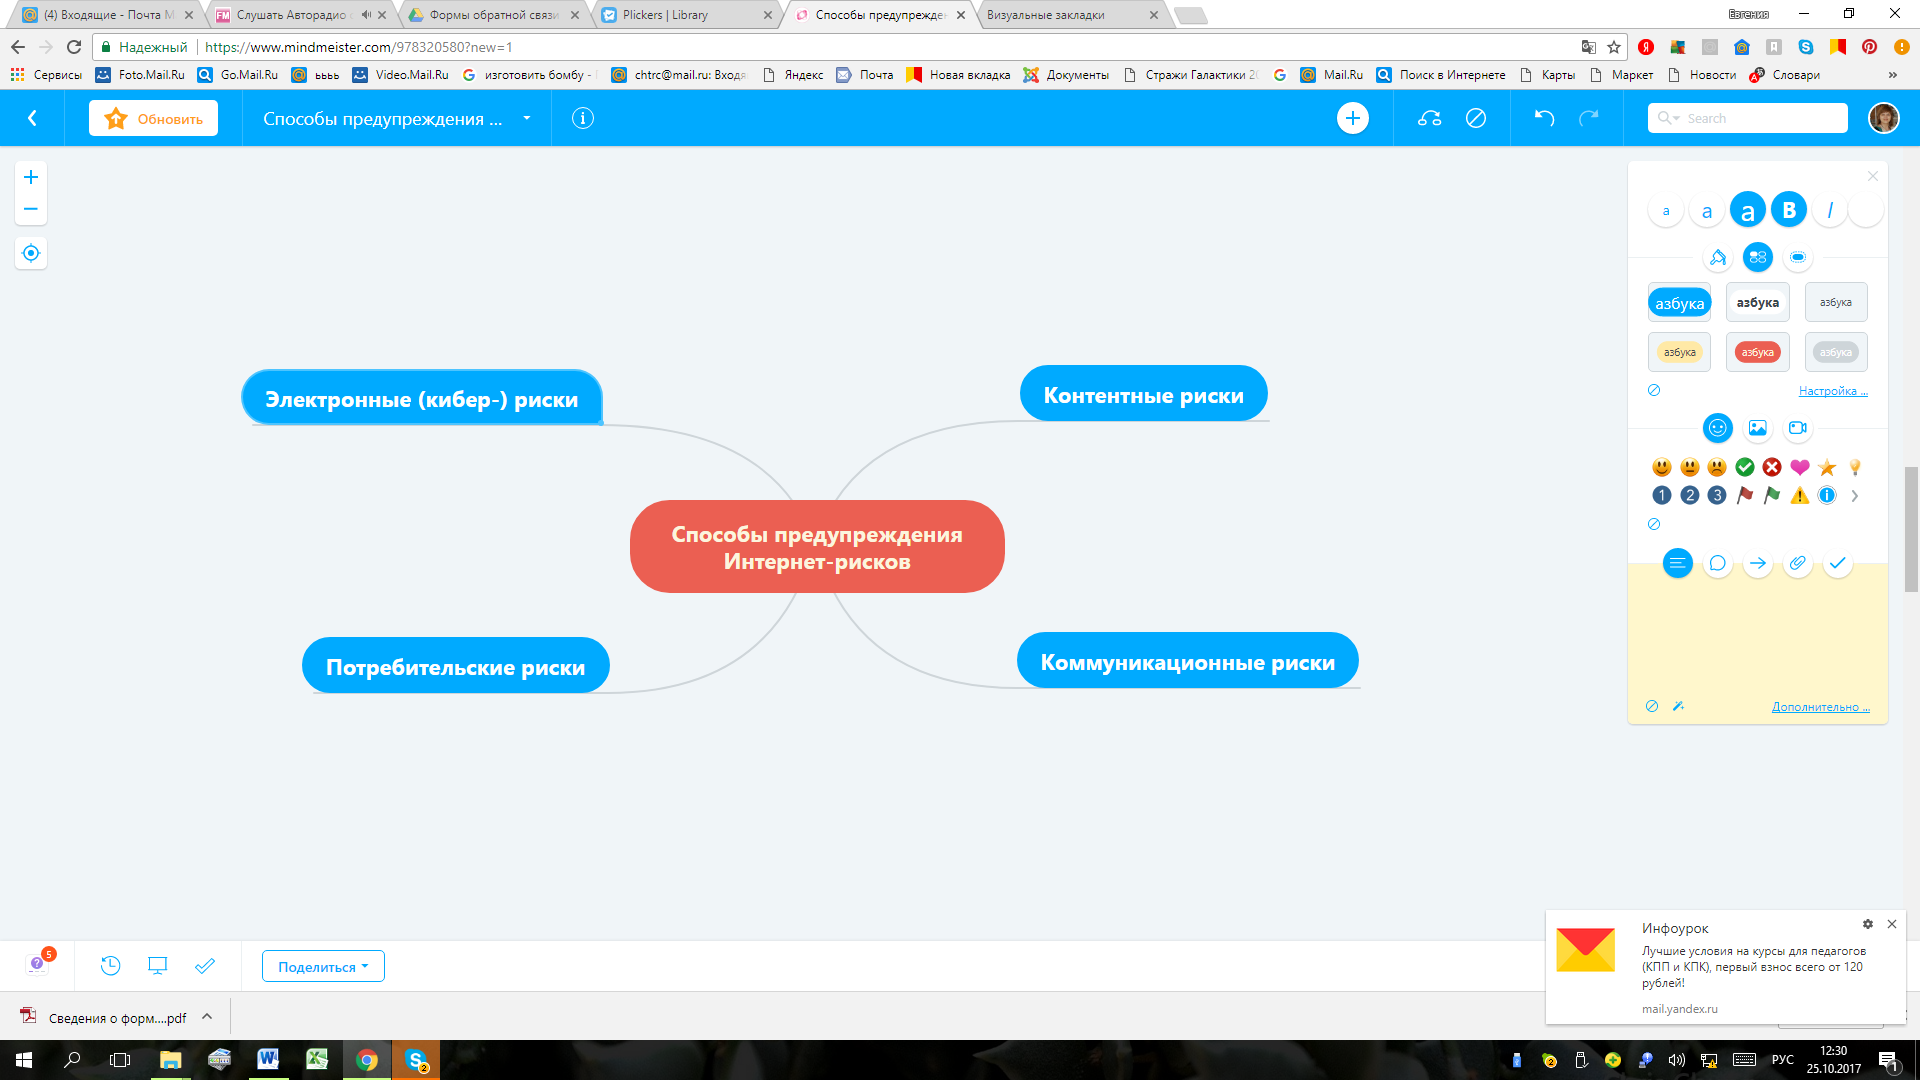 (4) Входящие - Почта М
Слушать Авторадио
Формы обратной связи
Plickers | Library
Способы предупрежден
Визуальные закладки
Евгения
Надежный
https://www.mindmeister.com/978320580?new=1
Сервисы
Foto.Mail.Ru
Go.Mail.Ru
ьььь
Video.Mail.Ru
изготовить бомбу -
chtrc@mail.ru: Входя
Яндекс
Почта
Новая вкладка
Документы
Стражи Галактики 2
Mail.Ru
Поиск в Интернете
Карты
Маркет
Новости
Словари
»
Обновить
Способы предупреждения ...
Search
a a a B I
азбука азбука азбука
азбука азбука азбука
Настройка ...
1 2 3
Дополнительно ...
Электронные (кибер-) риски
Контентные риски
Способы предупреждения
Интернет-рисков
Потребительские риски
Коммуникационные риски
5
Поделиться
Инфоурок
Лучшие условия на курсы для педагогов
(КПП и КПК), первый взнос всего от 120
рублей!
mail.yandex.ru
Сведения о форм....pdf
РУС
12:30
25.10.2017